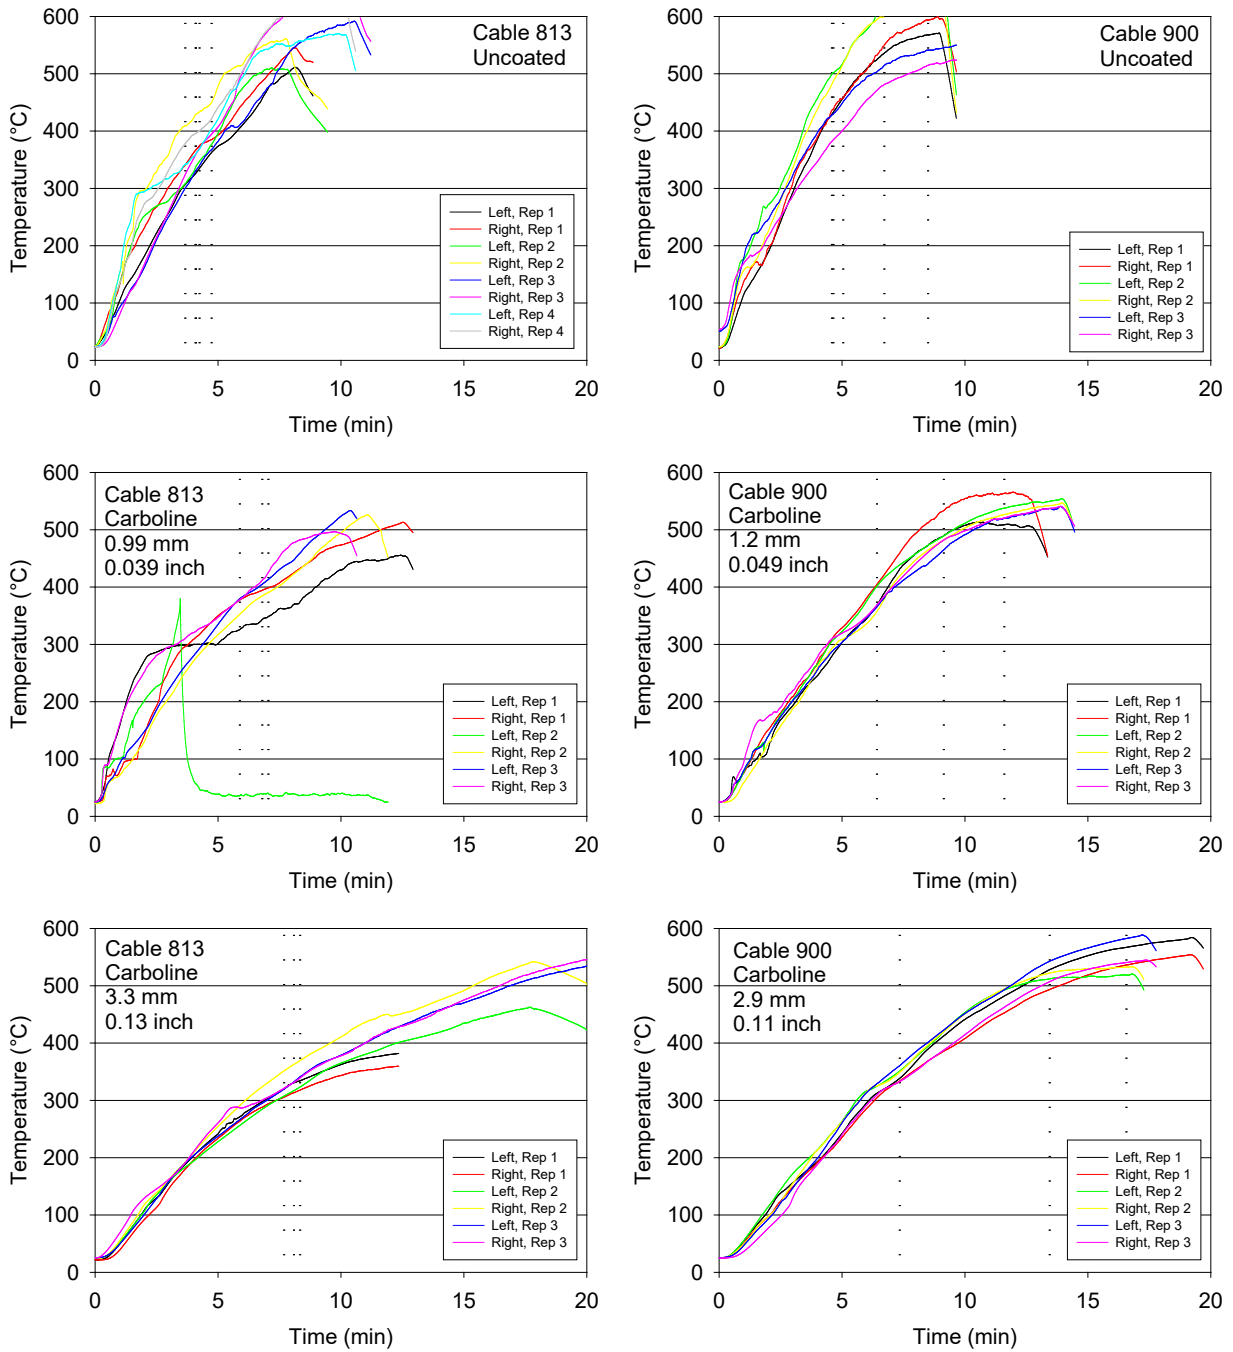 Cable 813
Uncoated
Temperature (°C)
600
500
400
300
200
100
0
Left, Rep 1
Right, Rep 1
Left, Rep 2
Right, Rep 2
Left, Rep 3
Right, Rep 3
Left, Rep 4
Right, Rep 4
0 5 10 15 20
Time (min)
Cable 900
Uncoated
Temperature (°C)
600
500
400
300
200
100
0
Left, Rep 1
Right, Rep 1
Left, Rep 2
Right, Rep 2
Left, Rep 3
Right, Rep 3
0 5 10 15 20
Time (min)
Cable 813
Carboline
0.99 mm
0.039 inch
Temperature (°C)
600
500
400
300
200
100
0
Left, Rep 1
Right, Rep 1
Left, Rep 2
Right, Rep 2
Left, Rep 3
Right, Rep 3
0 5 10 15 20
Time (min)
Cable 900
Carboline
1.2 mm
0.049 inch
Temperature (°C)
600
500
400
300
200
100
0
Left, Rep 1
Right, Rep 1
Left, Rep 2
Right, Rep 2
Left, Rep 3
Right, Rep 3
0 5 10 15 20
Time (min)
Cable 813
Carboline
3.3 mm
0.13 inch
Temperature (°C)
600
500
400
300
200
100
0
Left, Rep 1
Right, Rep 1
Left, Rep 2
Right, Rep 2
Left, Rep 3
Right, Rep 3
0 5 10 15 20
Time (min)
Cable 900
Carboline
2.9 mm
0.11 inch
Temperature (°C)
600
500
400
300
200
100
0
Left, Rep 1
Right, Rep 1
Left, Rep 2
Right, Rep 2
Left, Rep 3
Right, Rep 3
0 5 10 15 20
Time (min)